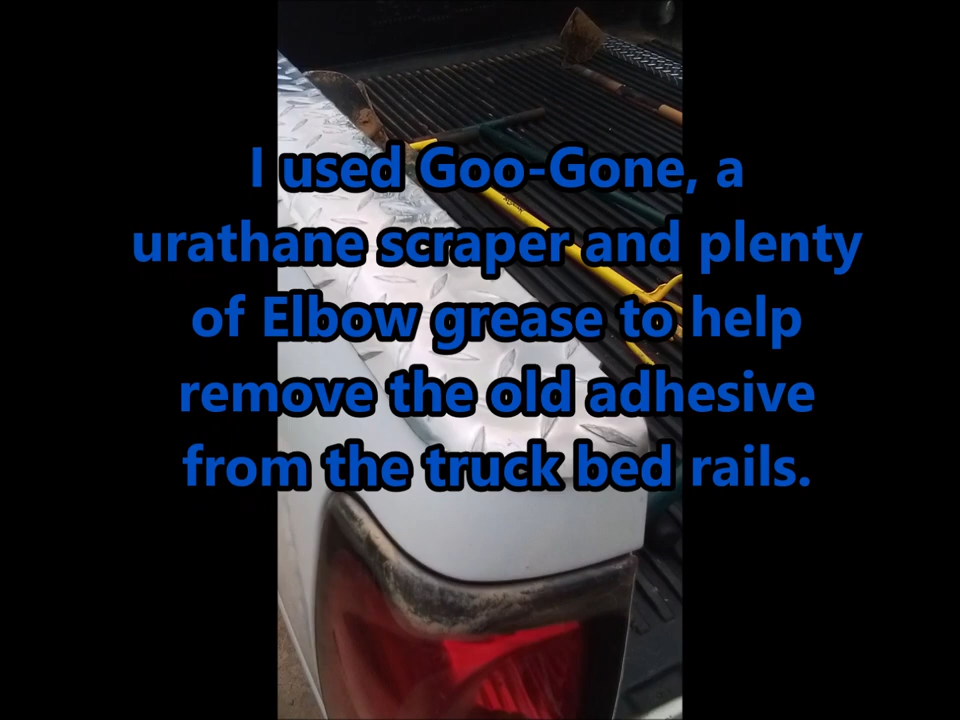 I used Goo-Gone, a
urathane scraper and plenty
of Elbow grease to help
remove the old adhesive
from the truck bed rails.